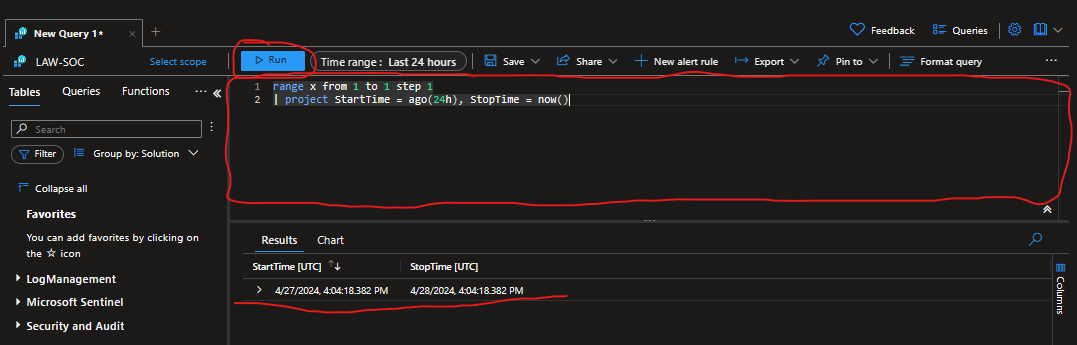 New Query 1*
Feedback
Queries
LAW-SOC
Select scope
Run
Time range : Last 24 hours
Save
Share
New alert rule
Export
Pin to
Format query
Tables
Queries
Functions
Search
Filter
Group by: Solution
Collapse all
Favorites
You can add favorites by clicking on
the ☆ icon
LogManagement
Microsoft Sentinel
Security and Audit
1 range x from 1 to 1 step 1
2 | project StartTime = ago(24h), StopTime = now()
Results
Chart
StartTime [UTC]
StopTime [UTC]
4/27/2024, 4:04:18.382 PM
4/28/2024, 4:04:18.382 PM
Columns